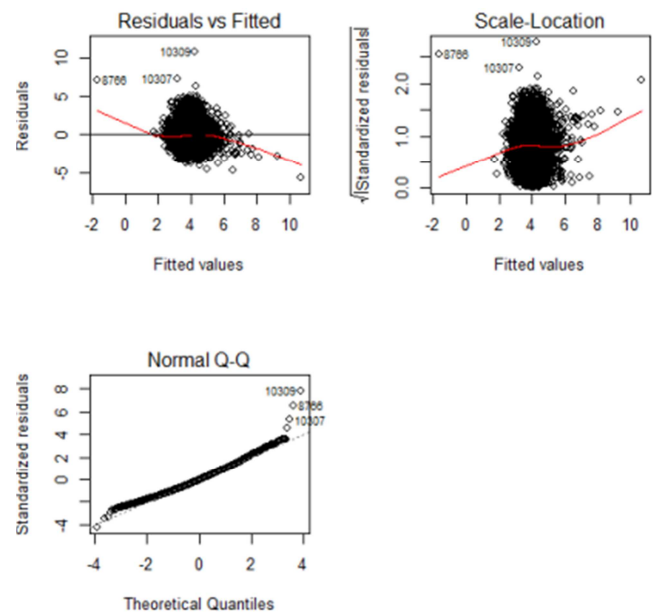 Residuals vs Fitted
Residuals
10
5
0
-5
10309
8766
10307
-2 0 2 4 6 8 10
Fitted values
Scale-Location
√|Standardized residuals|
2.0
1.0
0.0
10309
8766
10307
-2 0 2 4 6 8 10
Fitted values
Normal Q-Q
Standardized residuals
8
6
4
2
0
-4
10309
8766
10307
-4 -2 0 2 4
Theoretical Quantiles